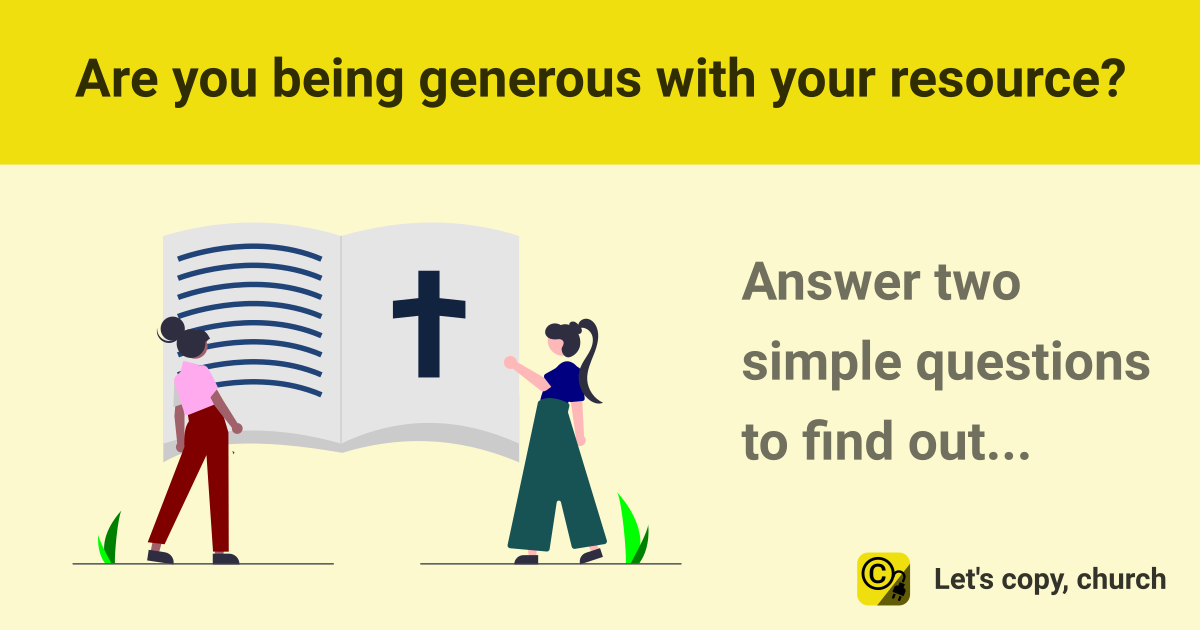 Are you being generous with your resource?
Answer two
simple questions
to find out...
©
Let's copy, church